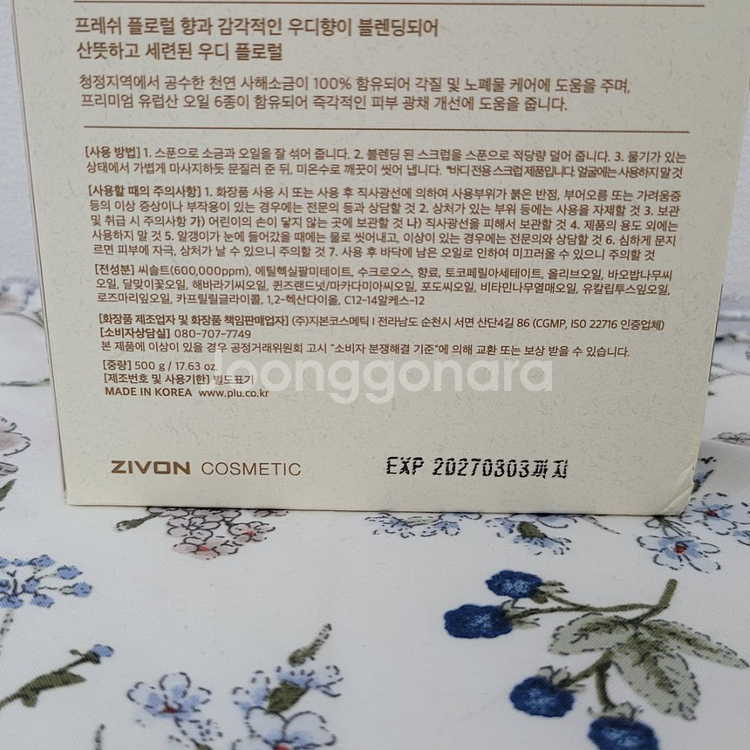 프레쉬 플로럴 향과 감각적인 우디향이 블렌딩되어
산뜻하고 세련된 우디 플로럴
청정지역에서 공수한 천연 사해소금이 100% 함유되어 각질 및 노폐물 케어에 도움을 주며,
프리미엄 유럽산 오일 6종이 함유되어 즉각적인 피부 광채 개선에 도움을 줍니다.
[사용 방법] 1. 스푼으로 소금과 오일을 잘 섞어 줍니다. 2. 블렌딩 된 스크럽을 스푼으로 적당량 덜어 줍니다. 3. 물기가 있는
상태에서 가볍게 마사지하듯 문질러 준 뒤, 미온수로 깨끗이 씻어 냅니다. *바디 전용 스크럽 제품입니다. 얼굴에는 사용하지 말 것
[사용할 때의 주의사항] 1. 화장품 사용 시 또는 사용 후 직사광선에 의하여 사용부위가 붉은 반점, 부어오름 또는 가려움증
등의 이상 증상이나 부작용이 있는 경우에는 전문의 등과 상담할 것 2. 상처가 있는 부위 등에는 사용을 자제할 것 3. 보관
및 취급 시 주의사항 가) 어린이의 손이 닿지 않는 곳에 보관할 것 나) 직사광선을 피해서 보관할 것 4. 제품의 용도 외에는
사용하지 말 것 5. 알갱이가 눈에 들어갔을 때에는 물로 씻어내고, 이상이 있는 경우에는 전문의와 상담할 것 6. 심하게 문지
르면 피부에 자극, 상처가 날 수 있으니 주의할 것 7. 사용 후 바닥에 남은 오일로 인하여 미끄러울 수 있으니 주의할 것
[전성분] 씨솔트(600,000ppm), 에틸헥실팔미테이트, 수크로오스, 향료, 토코페릴아세테이트, 올리브오일, 바오밥나무씨
오일, 달맞이꽃오일, 해바라기씨오일, 퀸즈랜드넛/마카다미아씨오일, 포도씨오일, 비타민나무열매오일, 유칼립투스잎오일,
로즈마리잎오일, 카프릴릴글라이콜, 1,2-헥산다이올, C12-14알케스-12
[화장품 제조업자 및 화장품 책임판매업자] (주)지본코스메틱 | 전라남도 순천시 서면 산단4길 86 (CGMP, ISO 22716 인증업체)
[소비자상담실] 080-707-7749
본 제품에 이상이 있을 경우 공정거래위원회 고시 "소비자 분쟁해결 기준"에 의해 교환 또는 보상 받을 수 있습니다.
[중량] 500 g / 17.63 oz.
[제조번호 및 사용기한] 별도표기
MADE IN KOREA www.plu.co.kr
Joonggonara
ZIVON COSMETIC
EXP 20270303까지